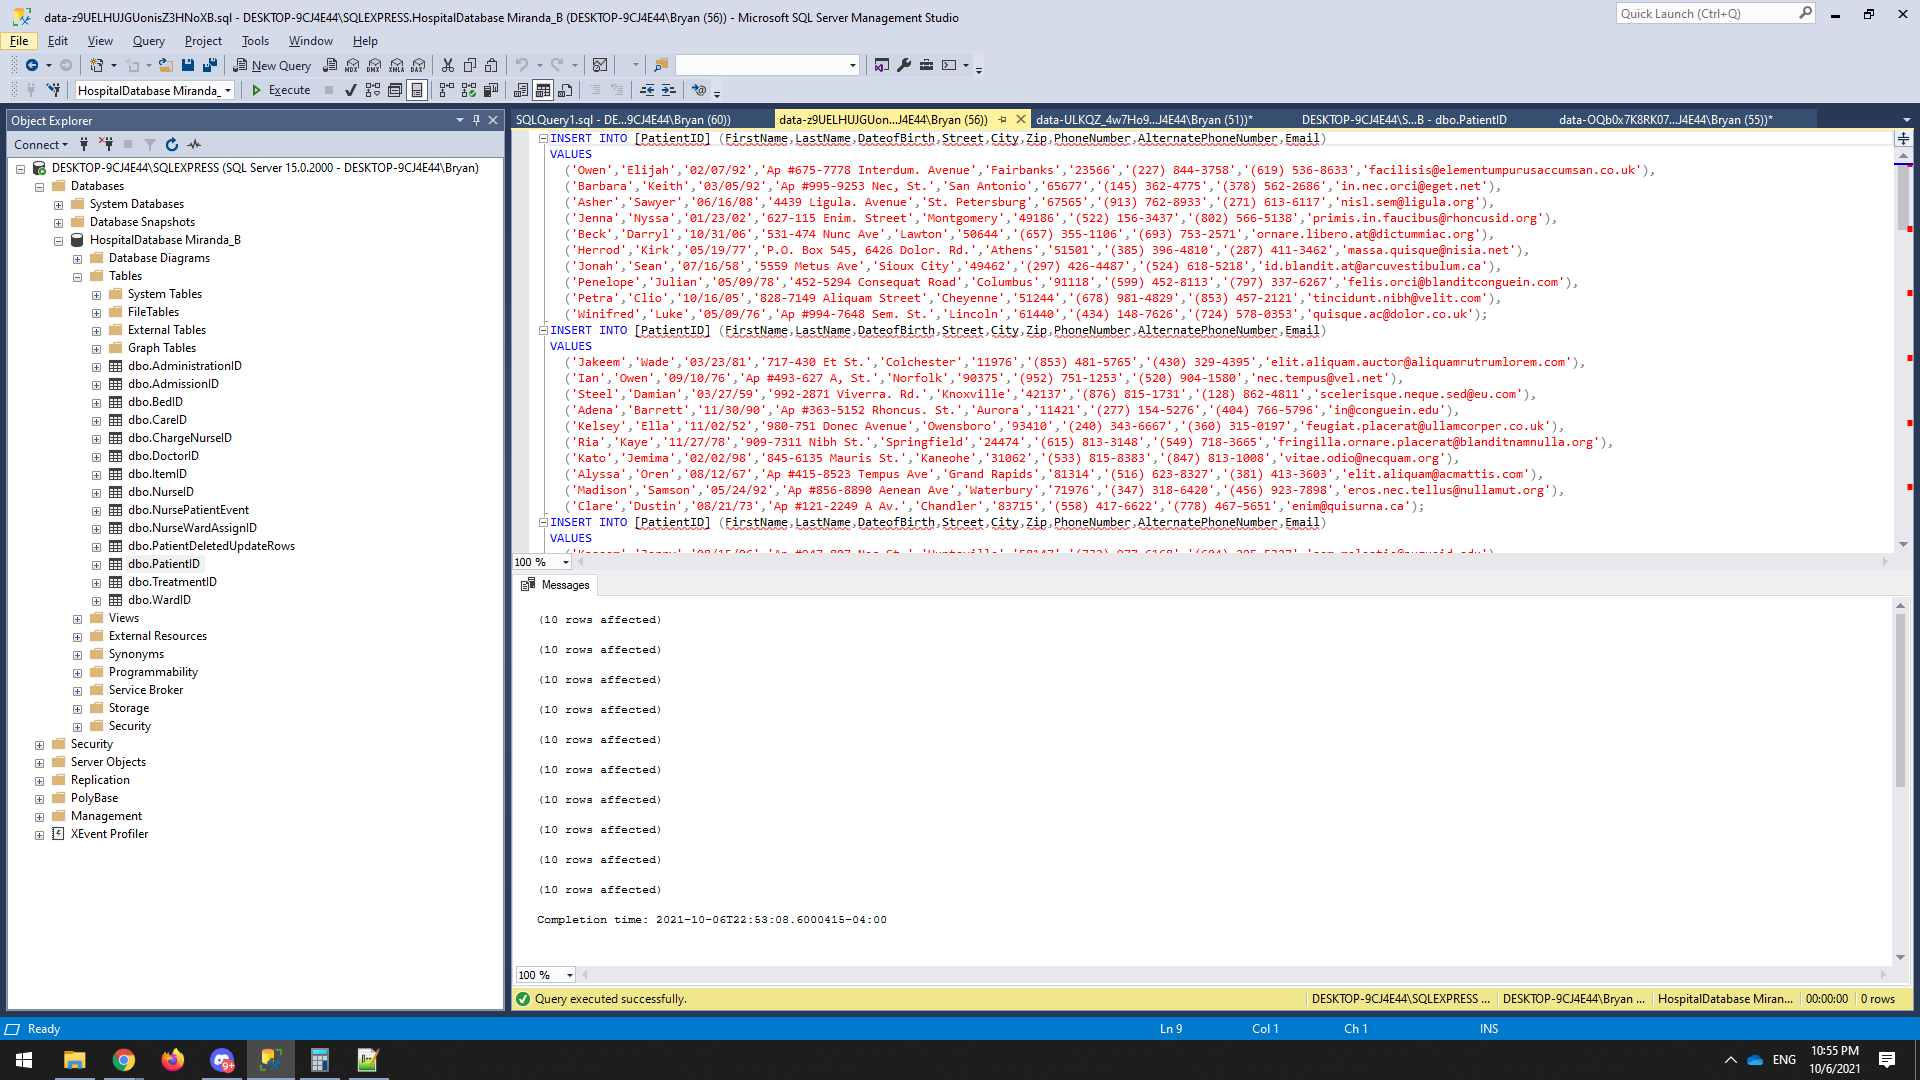 data-z9UELHUJGUonisZ3HNoXB.sql - DESKTOP-9CJ4E44\SQLEXPRESS.HospitalDatabase Miranda_B (DESKTOP-9CJ4E44\Bryan (56)) - Microsoft SQL Server Management Studio
Quick Launch (Ctrl+Q)
File Edit View Query Project Tools Window Help
New Query
MDX DMX XMLA DAX
HospitalDatabase Miranda_
Execute
Object Explorer
Connect
DESKTOP-9CJ4E44\SQLEXPRESS (SQL Server 15.0.2000 - DESKTOP-9CJ4E44\Bryan)
Databases
System Databases
Database Snapshots
HospitalDatabase Miranda_B
Database Diagrams
Tables
System Tables
FileTables
External Tables
Graph Tables
dbo.AdministrationID
dbo.AdmissionID
dbo.BedID
dbo.CareID
dbo.ChargeNurseID
dbo.DoctorID
dbo.ItemID
dbo.NurseID
dbo.NursePatientEvent
dbo.NurseWardAssignID
dbo.PatientDeletedUpdateRows
dbo.PatientID
dbo.TreatmentID
dbo.WardID
Views
External Resources
Synonyms
Programmability
Service Broker
Storage
Security
Security
Server Objects
Replication
PolyBase
Management
XEvent Profiler
SQLQuery1.sql - DE...9CJ4E44\Bryan (60))
data-z9UELHUJGUon...J4E44\Bryan (56))
data-ULKQZ_4w7Ho9...J4E44\Bryan (51))*
DESKTOP-9CJ4E44\S...B - dbo.PatientID
data-OQb0x7K8RK07...J4E44\Bryan (55))*
INSERT INTO [PatientID] (FirstName,LastName,DateofBirth,Street,City,Zip,PhoneNumber,AlternatePhoneNumber,Email)
VALUES
('Owen','Elijah','02/07/92','Ap #675-7778 Interdum. Avenue','Fairbanks','23566','(227) 844-3758','(619) 536-8633','facilisis@elementumpurusaccumsan.co.uk'),
('Barbara','Keith','03/05/92','Ap #995-9253 Nec, St.','San Antonio','65677','(145) 362-4775','(378) 562-2686','in.nec.orci@eget.net'),
('Asher','Sawyer','06/16/08','4439 Ligula. Avenue','St. Petersburg','67565','(913) 762-8933','(271) 613-6117','nisl.sem@ligula.org'),
('Jenna','Nyssa','01/23/02','627-115 Enim. Street','Montgomery','49186','(522) 156-3437','(802) 566-5138','primis.in.faucibus@rhoncusid.org'),
('Beck','Darryl','10/31/06','531-474 Nunc Ave','Lawton','50644','(657) 355-1106','(693) 753-2571','ornare.libero.at@dictummiac.org'),
('Herrod','Kirk','05/19/77','P.O. Box 545, 6426 Dolor. Rd.','Athens','51501','(385) 396-4810','(287) 411-3462','massa.quisque@nisia.net'),
('Jonah','Sean','07/16/58','5559 Metus Ave','Sioux City','49462','(297) 426-4487','(524) 618-5218','id.blandit.at@arcuvestibulum.ca'),
('Penelope','Julian','05/09/78','452-5294 Consequat Road','Columbus','91118','(599) 452-8113','(797) 337-6267','felis.orci@blanditconguein.com'),
('Petra','Clio','10/16/05','828-7149 Aliquam Street','Cheyenne','51244','(678) 981-4829','(853) 457-2121','tincidunt.nibh@velit.com'),
('Winifred','Luke','05/09/76','Ap #994-7648 Sem. St.','Lincoln','61440','(434) 148-7626','(724) 578-0353','quisque.ac@dolor.co.uk');
INSERT INTO [PatientID] (FirstName,LastName,DateofBirth,Street,City,Zip,PhoneNumber,AlternatePhoneNumber,Email)
VALUES
('Jakeem','Wade','03/23/81','717-430 Et St.','Colchester','11976','(853) 481-5765','(430) 329-4395','elit.aliquam.auctor@aliquamrutrumlorem.com'),
('Ian','Owen','09/10/76','Ap #493-627 A, St.','Norfolk','90375','(952) 751-1253','(520) 904-1580','nec.tempus@vel.net'),
('Steel','Damian','03/27/59','992-2871 Viverra. Rd.','Knoxville','42137','(876) 815-1731','(128) 862-4811','scelerisque.neque.sed@eu.com'),
('Adena','Barrett','11/30/90','Ap #363-5152 Rhoncus. St.','Aurora','11421','(277) 154-5276','(404) 766-5796','in@conguein.edu'),
('Kelsey','Ella','11/02/52','980-751 Donec Avenue','Owensboro','93410','(240) 343-6667','(360) 315-0197','feugiat.placerat@ullamcorper.co.uk'),
('Ria','Kaye','11/27/78','909-7311 Nibh St.','Springfield','24474','(615) 813-3148','(549) 718-3665','fringilla.ornare.placerat@blanditnamnulla.org'),
('Kato','Jemima','02/02/98','845-6135 Mauris St.','Kaneohe','31062','(533) 815-8383','(847) 813-1008','vitae.odio@necquam.org'),
('Alyssa','Oren','08/12/67','Ap #415-8523 Tempus Ave','Grand Rapids','81314','(516) 623-8327','(381) 413-3603','elit.aliquam@acmattis.com'),
('Madison','Samson','05/24/92','Ap #856-8890 Aenean Ave','Waterbury','71976','(347) 318-6420','(456) 923-7898','eros.nec.tellus@nullamut.org'),
('Clare','Dustin','08/21/73','Ap #121-2249 A Av.','Chandler','83715','(558) 417-6622','(778) 467-5651','enim@quisurna.ca');
INSERT INTO [PatientID] (FirstName,LastName,DateofBirth,Street,City,Zip,PhoneNumber,AlternatePhoneNumber,Email)
VALUES
100 %
Messages
(10 rows affected)
(10 rows affected)
(10 rows affected)
(10 rows affected)
(10 rows affected)
(10 rows affected)
(10 rows affected)
(10 rows affected)
(10 rows affected)
(10 rows affected)
Completion time: 2021-10-06T22:53:08.6000415-04:00
100 %
Query executed successfully.
DESKTOP-9CJ4E44\SQLEXPRESS ... DESKTOP-9CJ4E44\Bryan ... HospitalDatabase Miran... 00:00:00 0 rows
Ready
Ln 9 Col 1 Ch 1 INS
9+
ENG
10:55 PM
10/6/2021